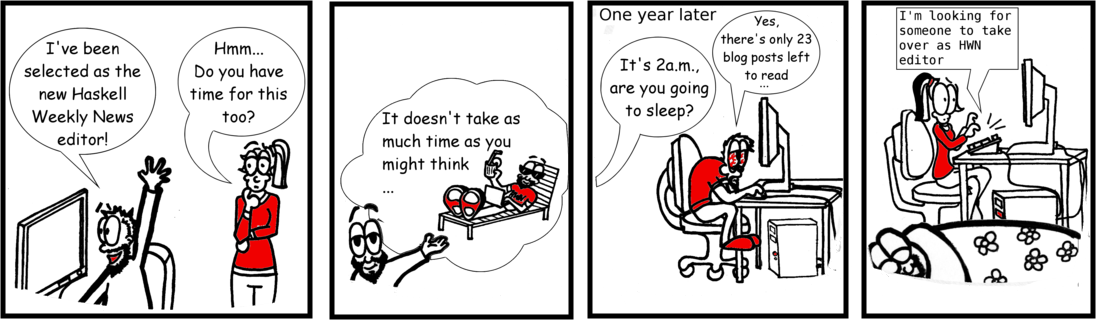 I've been
selected as the
new Haskell
Weekly News
editor!
Hmm...
Do you have
time for this
too?
It doesn't take as
much time as you
might think
...
One year later
It's 2a.m.,
are you going
to sleep?
Yes,
there's only 23
blog posts left
to read
...
I'm looking for
someone to take
over as HWN
editor